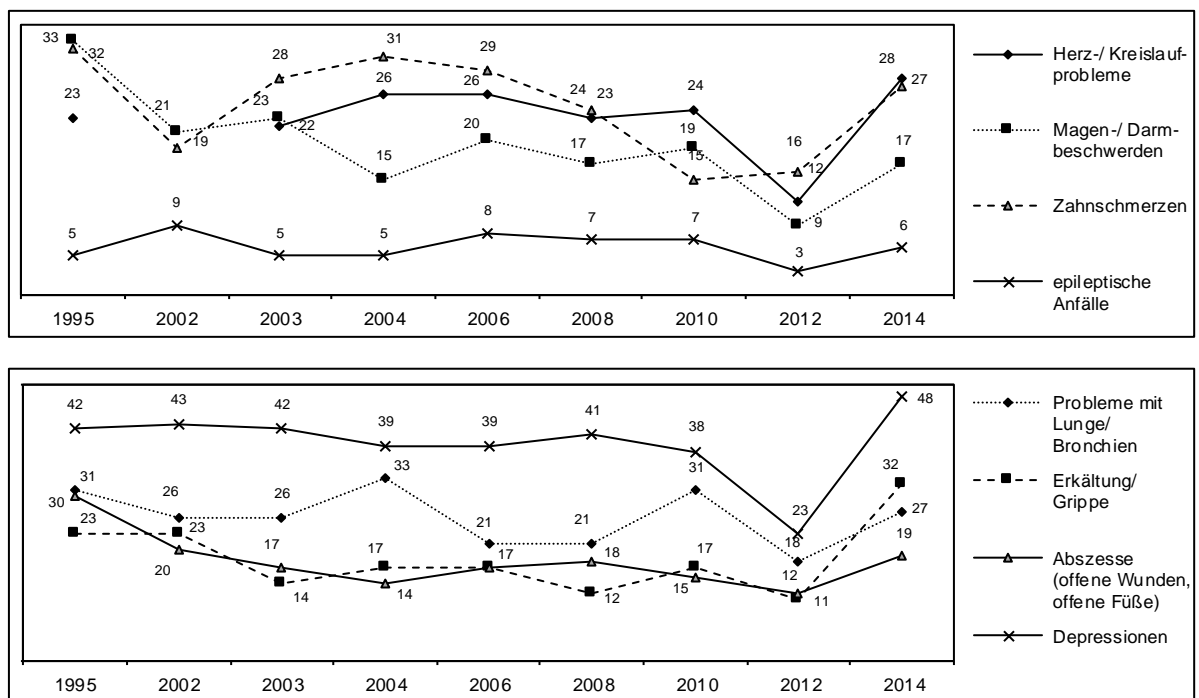 33 32 28 31 29 28
23 21 23 26 26 24 23 24 27
19 22 15 20 17 19 15 16 12 17
9 9
5 5 5 8 7 7 3 6
1995 2002 2003 2004 2006 2008 2010 2012 2014
Herz-/ Kreislauf-
probleme
Magen-/ Darm-
beschwerden
Zahnschmerzen
epileptische
Anfälle
42 43 42 39 39 41 38 23 48
31 26 26 33 21 21 31 18 32
30 23 23 17 17 17 18 17 12 27
20 14 14 12 15 11 19
1995 2002 2003 2004 2006 2008 2010 2012 2014
Probleme mit
Lunge/
Bronchien
Erkältung/
Grippe
Abszesse
(offene Wunden,
offene Füße)
Depressionen